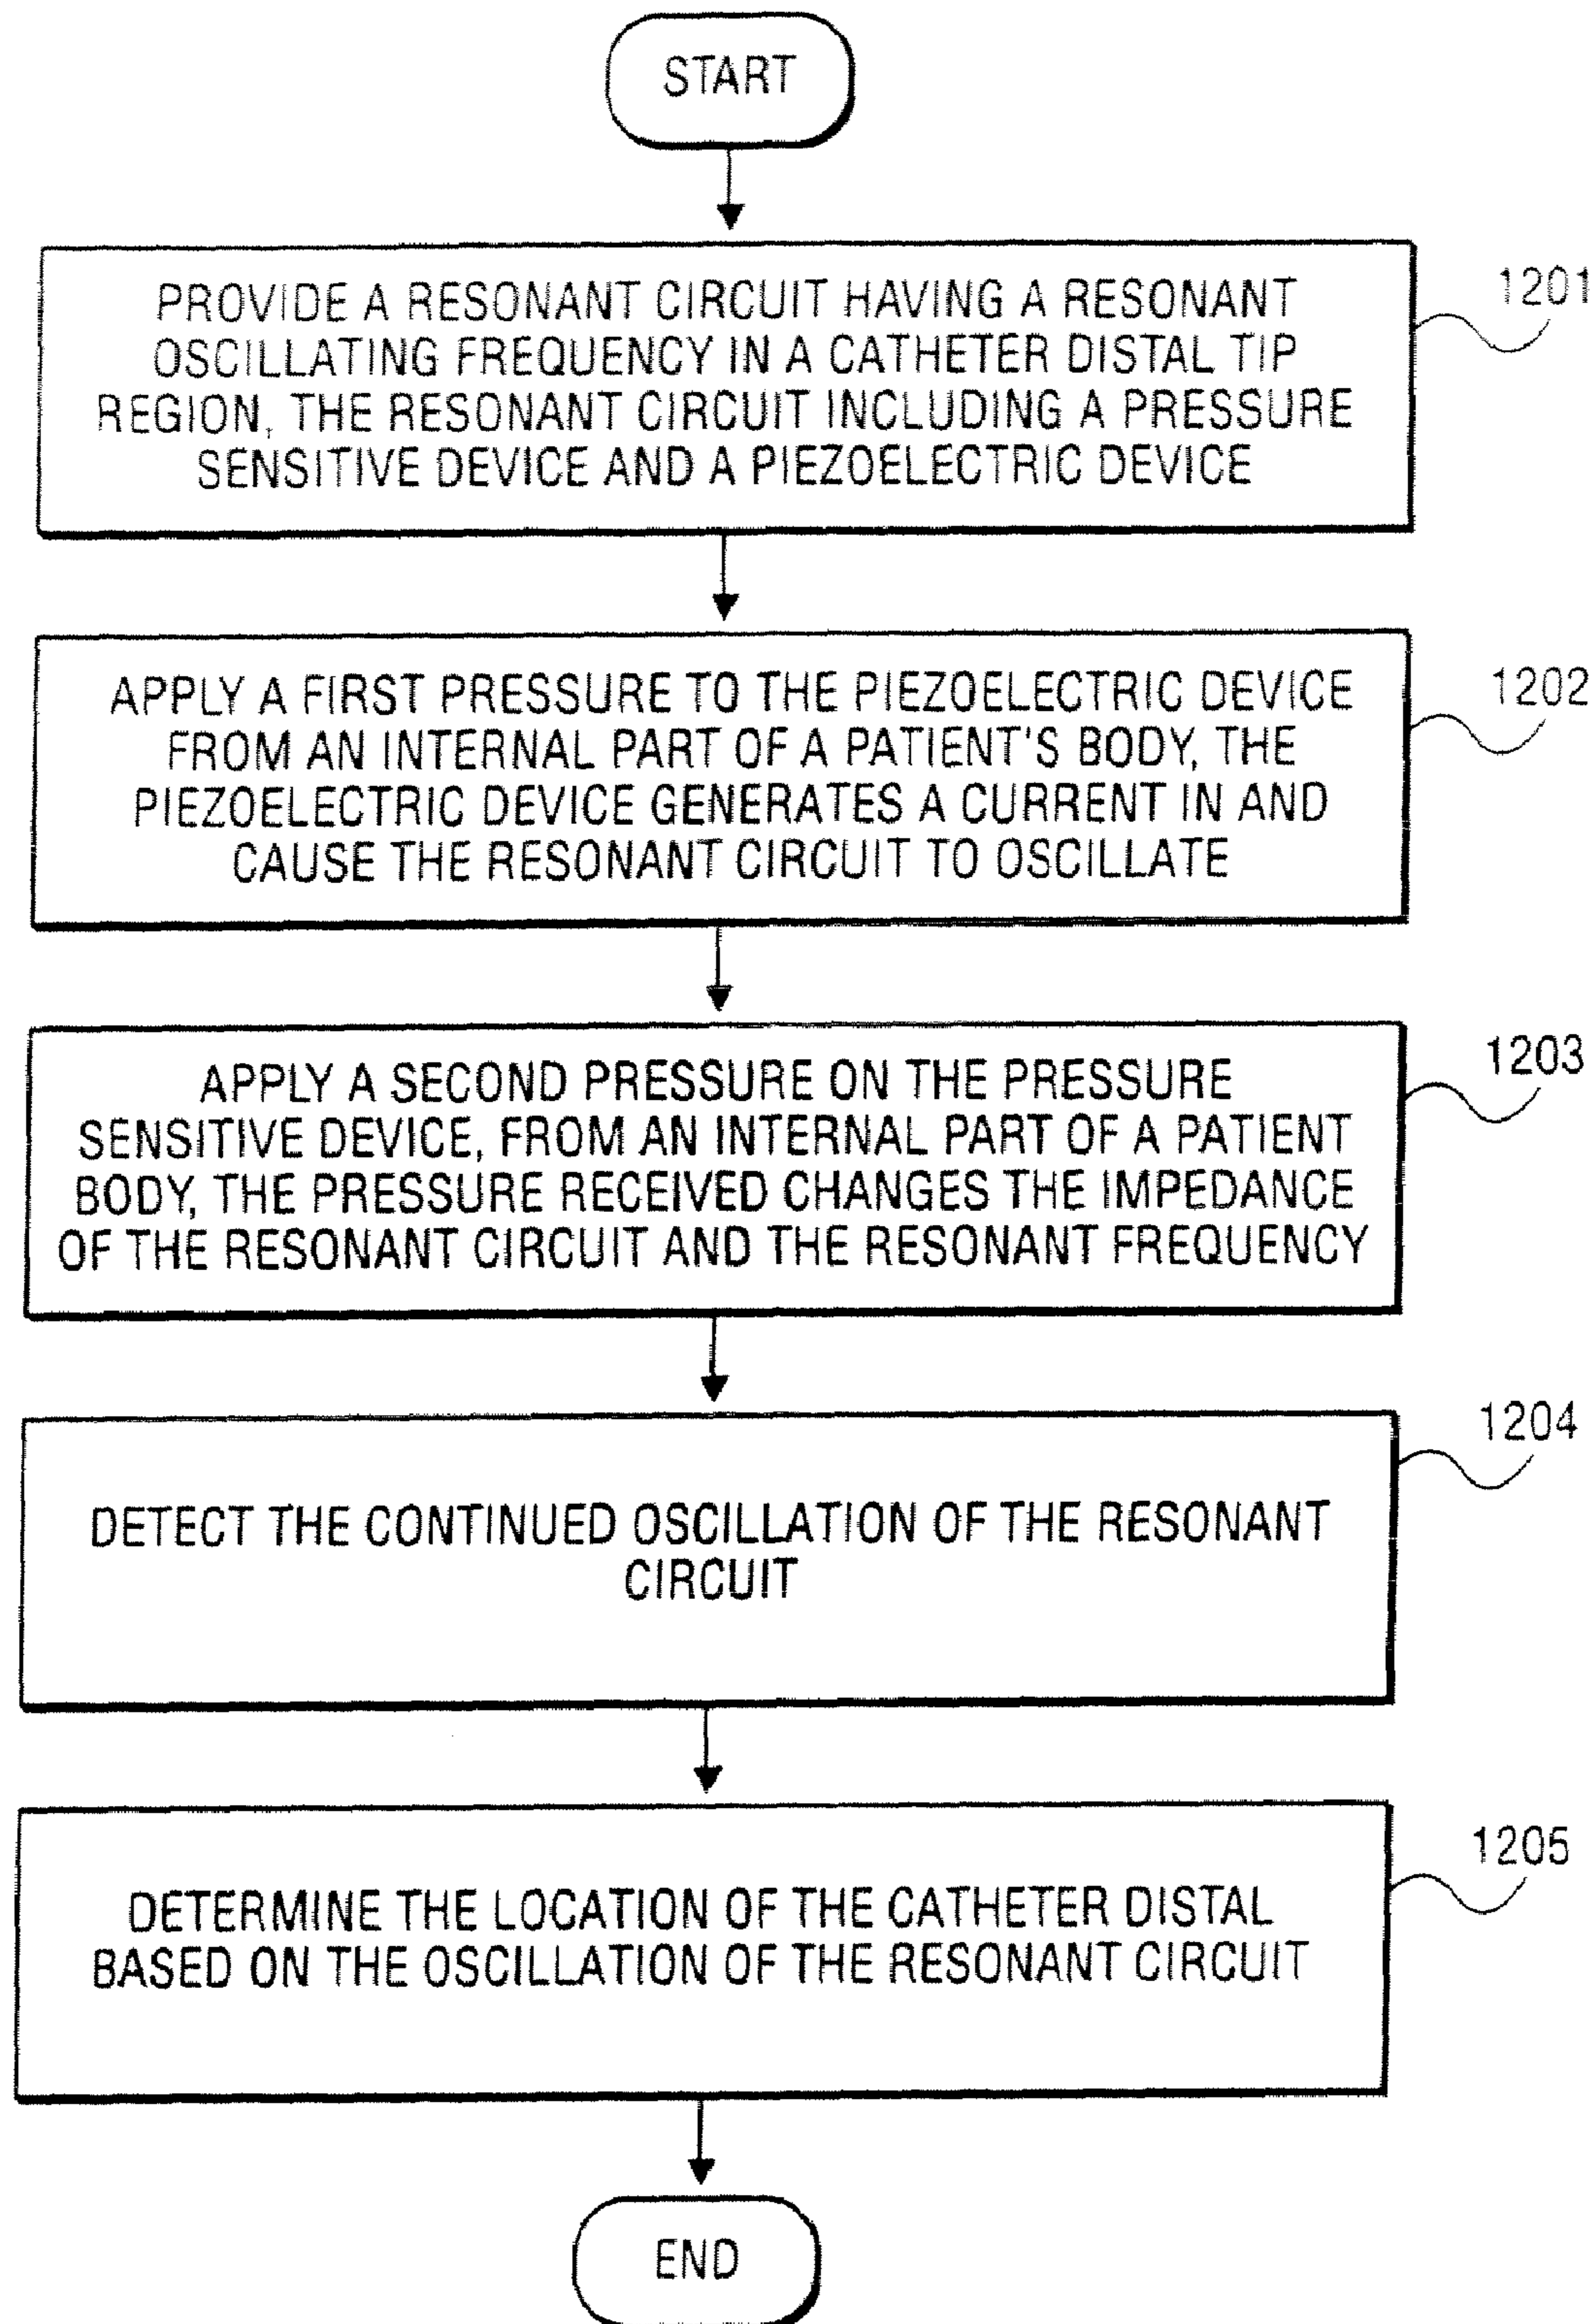 START
PROVIDE A RESONANT CIRCUIT HAVING A RESONANT
OSCILLATING FREQUENCY IN A CATHETER DISTAL TIP
REGION, THE RESONANT CIRCUIT INCLUDING A PRESSURE
SENSITIVE DEVICE AND A PIEZOELECTRIC DEVICE
1201
APPLY A FIRST PRESSURE TO THE PIEZOELECTRIC DEVICE
FROM AN INTERNAL PART OF A PATIENT'S BODY, THE
PIEZOELECTRIC DEVICE GENERATES A CURRENT IN AND
CAUSE THE RESONANT CIRCUIT TO OSCILLATE
1202
APPLY A SECOND PRESSURE ON THE PRESSURE
SENSITIVE DEVICE, FROM AN INTERNAL PART OF A PATIENT
BODY, THE PRESSURE RECEIVED CHANGES THE IMPEDANCE
OF THE RESONANT CIRCUIT AND THE RESONANT FREQUENCY
1203
DETECT THE CONTINUED OSCILLATION OF THE RESONANT
CIRCUIT
1204
DETERMINE THE LOCATION OF THE CATHETER DISTAL
BASED ON THE OSCILLATION OF THE RESONANT CIRCUIT
1205
END